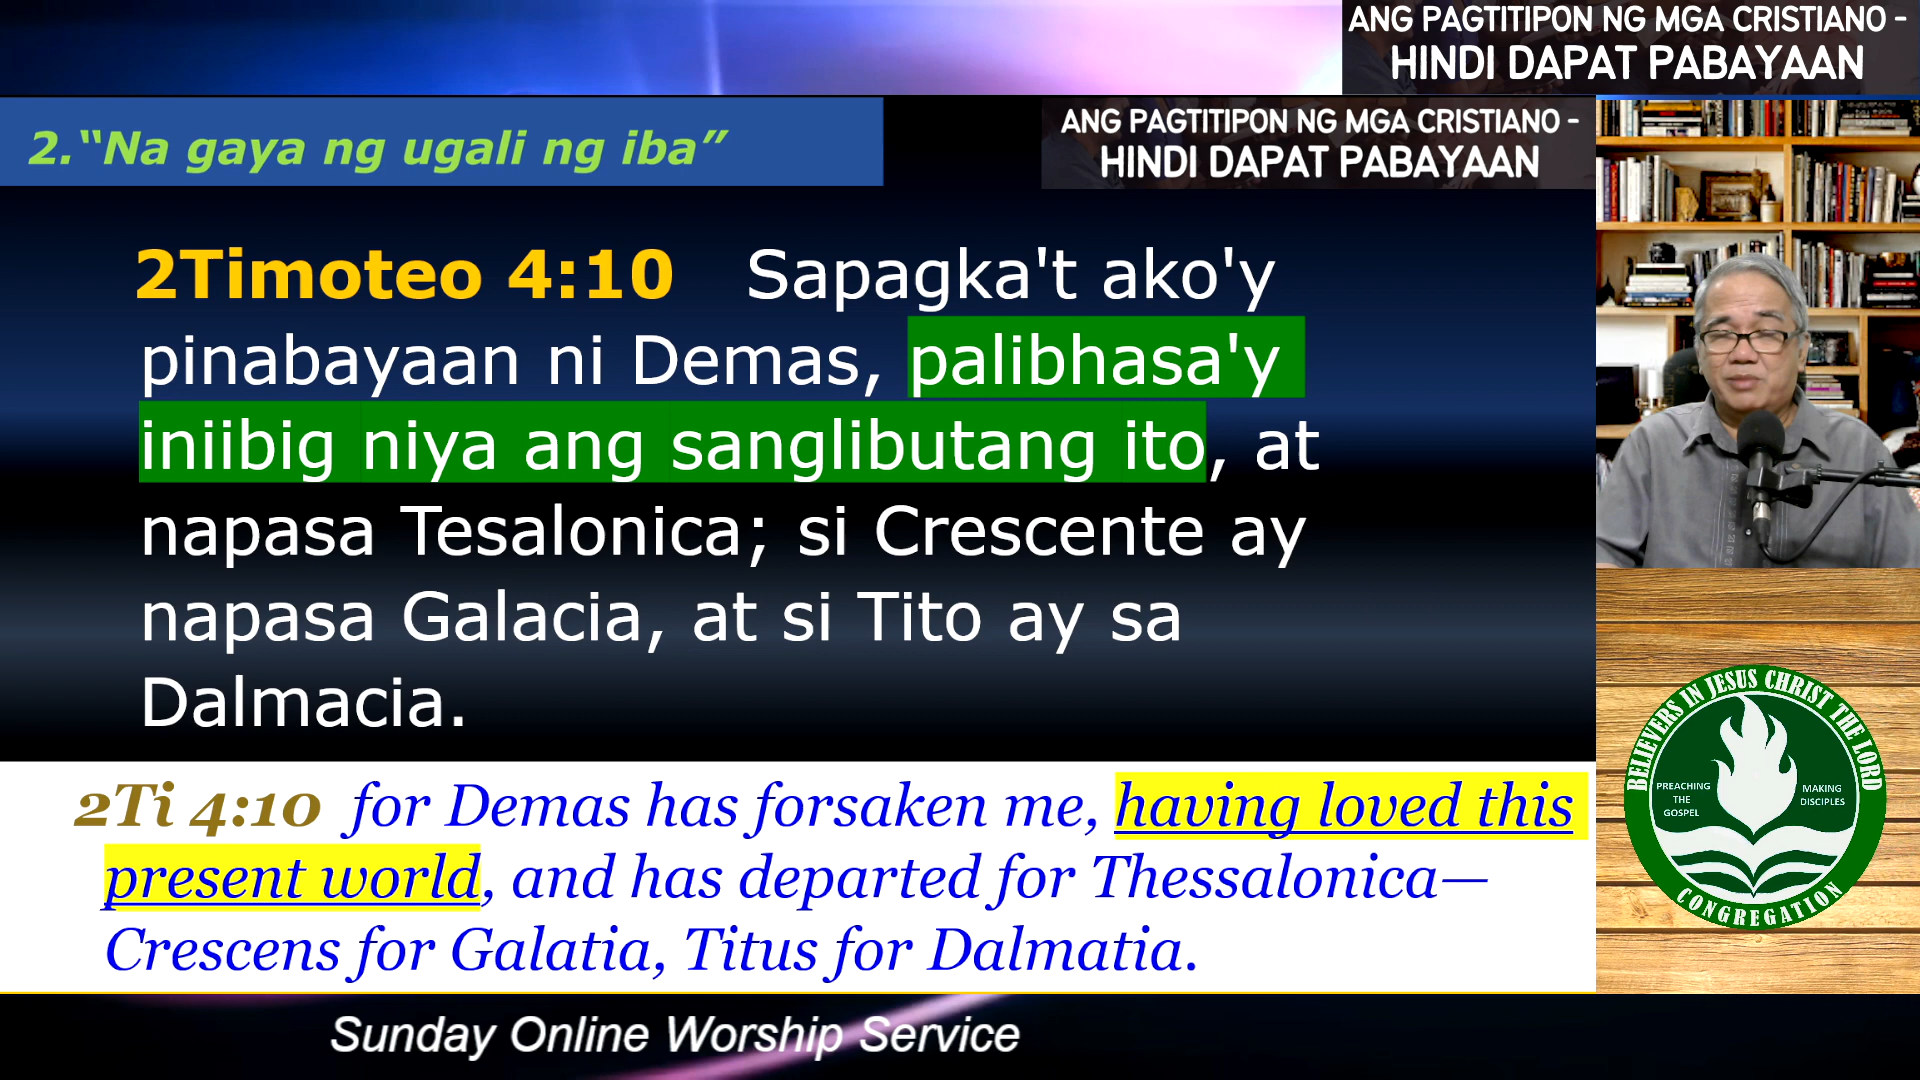 ANG PAGTITIPON NG MGA CRISTIANO -
HINDI DAPAT PABAYAAN
2.“Na gaya ng ugali ng iba”
ANG PAGTITIPON NG MGA CRISTIANO -
HINDI DAPAT PABAYAAN
2Timoteo 4:10 Sapagka't ako'y
pinabayaan ni Demas, palibhasa'y
iniibig niya ang sanglibutang ito, at
napasa Tesalonica; si Crescente ay
napasa Galacia, at si Tito ay sa
Dalmacia.
2Ti 4:10 for Demas has forsaken me, having loved this
present world, and has departed for Thessalonica—
Crescens for Galatia, Titus for Dalmatia.
BELIEVERS IN JESUS CHRIST THE LORD
PREACHING
THE
GOSPEL
MAKING
DISCIPLES
CONGREGATION
Sunday Online Worship Service